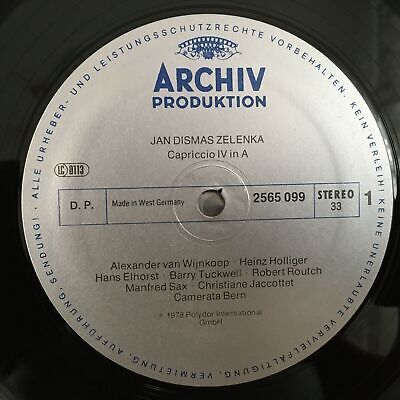 ALLE URHEBER- UND LEISTUNGSSCHUTZRECHTE VORBEHALTEN · KEIN VERLEIH! KEINE UNERLAUBTE VERVIELFÄLTIGUNG, VERMIETUNG, AUFFÜHRUNG, SENDUNG!
ARCHIV
PRODUKTION
JAN DISMAS ZELENKA
Capriccio IV in A
LC 0113
D. P. Made in West Germany 2565 099 STEREO 33 1
Alexander van Wijnkoop · Heinz Holliger
Hans Elhorst · Barry Tuckwell · Robert Routch
Manfred Sax · Christiane Jaccottet
Camerata Bern
℗ 1978 Polydor International
GmbH